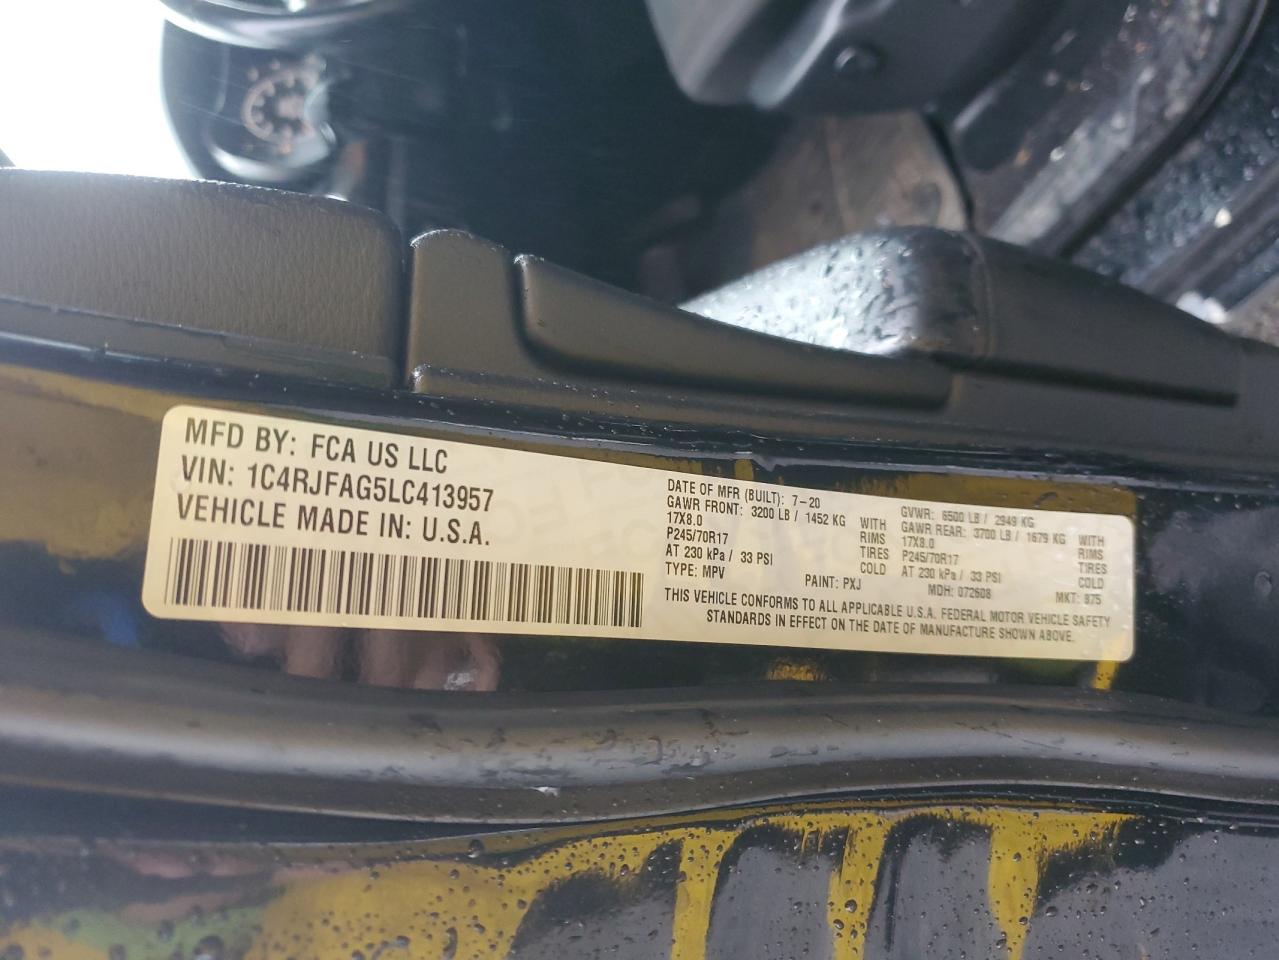 MFD BY: FCA US LLC
VIN: 1C4RJFAG5LC413957
VEHICLE MADE IN: U.S.A.
DATE OF MFR (BUILT): 7-20
GAWR FRONT: 3200 LB / 1452 KG WITH
17X8.0 RIMS
P245/70R17 TIRES
AT 230 kPa / 33 PSI COLD
TYPE: MPV PAINT: PXJ
GVWR: 6500 LB / 2949 KG
GAWR REAR: 3700 LB / 1679 KG WITH
17X8.0 RIMS
P245/70R17 TIRES
AT 230 kPa / 33 PSI COLD
MDH: 072608 MKT: 975
THIS VEHICLE CONFORMS TO ALL APPLICABLE U.S.A. FEDERAL MOTOR VEHICLE SAFETY
STANDARDS IN EFFECT ON THE DATE OF MANUFACTURE SHOWN ABOVE.